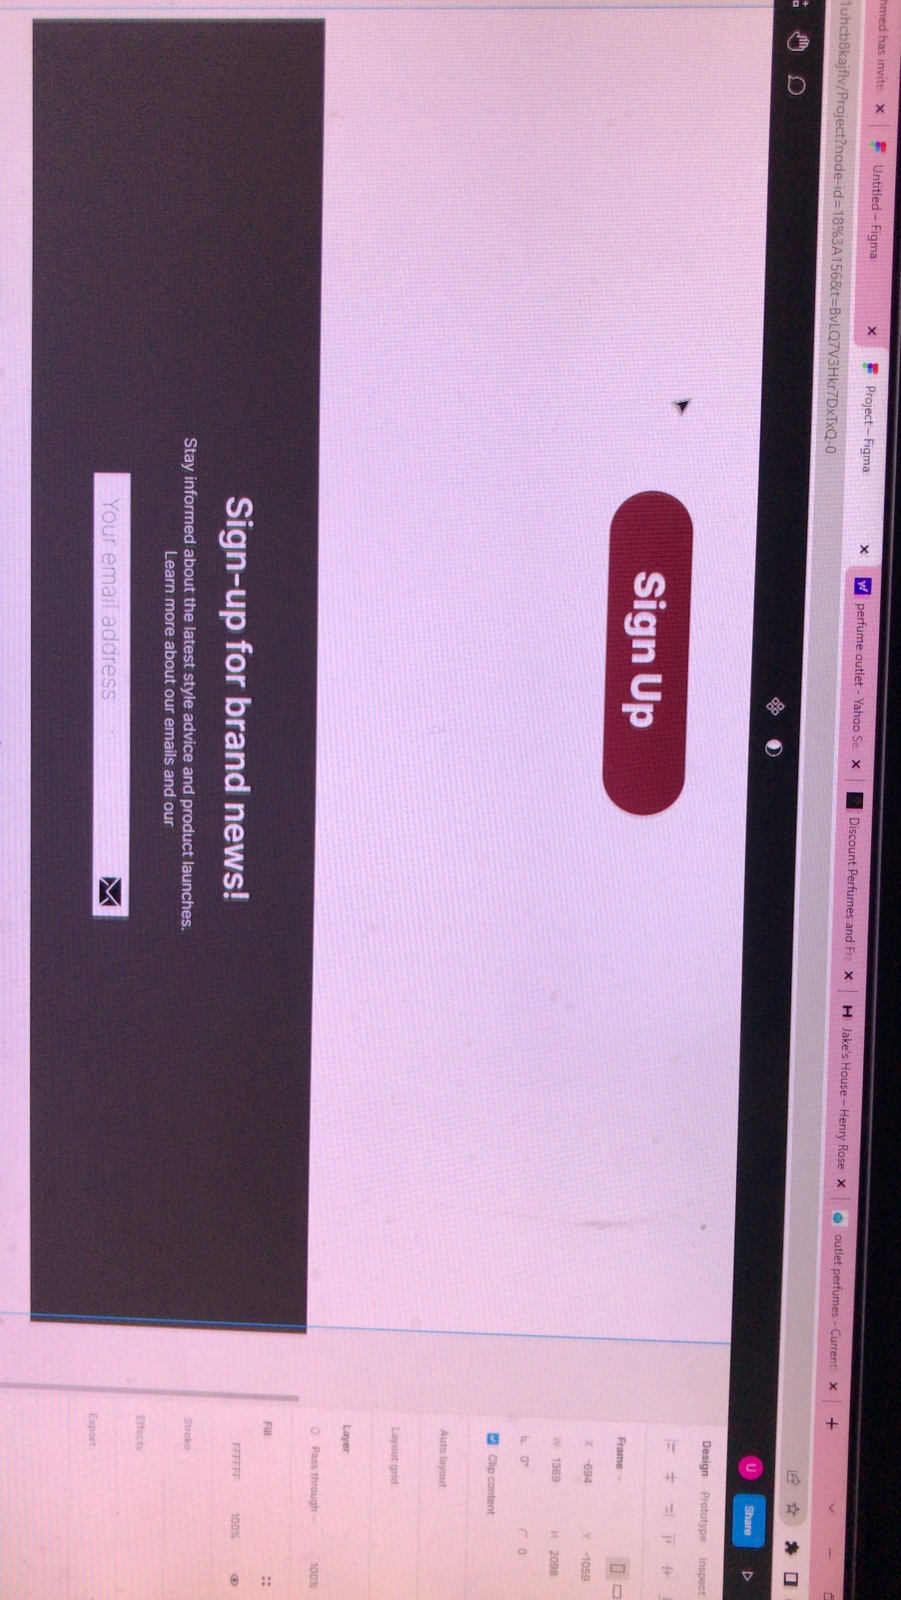 hmed has invite
Untitled – Figma
Project – Figma
perfume outlet - Yahoo Se
Discount Perfumes and Fra
Jake's House – Henry Rose
outlet perfumes - Current
1uhcb8kajflv/Project?node-id=18%3A156&t=BvLQ7V3Hkr7DxTxQ-0
U
Share
Design Prototype Inspect
Frame
X -694 Y -1059
W 1369 H 2098
0° 0
Clip content
Auto layout
Layout grid
Layer
Pass through 100%
Fill
FFFFFF 100%
Stroke
Effects
Export
Sign Up
Sign-up for brand news!
Stay informed about the latest style advice and product launches.
Learn more about our emails and our
Your email address